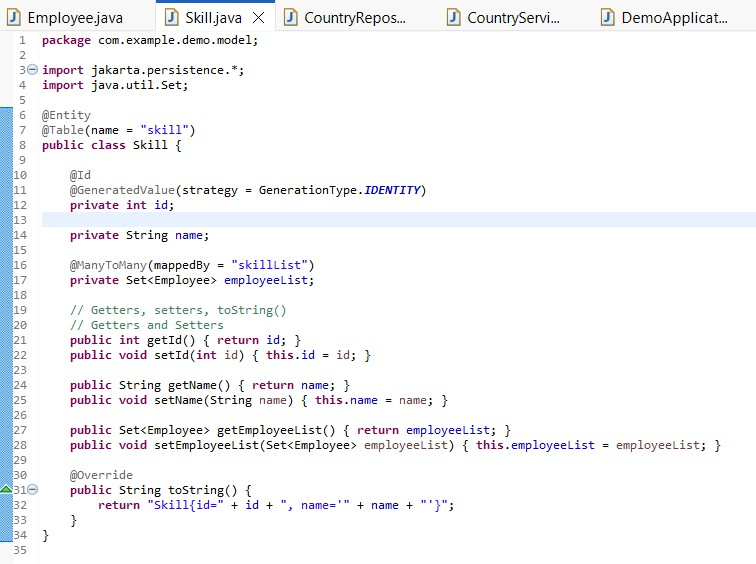 Employee.java Skill.java CountryRepos... CountryServi... DemoApplicat...
1 package com.example.demo.model;
2
3 import jakarta.persistence.*;
4 import java.util.Set;
5
6 @Entity
7 @Table(name = "skill")
8 public class Skill {
9
10 @Id
11 @GeneratedValue(strategy = GenerationType.IDENTITY)
12 private int id;
13
14 private String name;
15
16 @ManyToMany(mappedBy = "skillList")
17 private Set<Employee> employeeList;
18
19 // Getters, setters, toString()
20 // Getters and Setters
21 public int getId() { return id; }
22 public void setId(int id) { this.id = id; }
23
24 public String getName() { return name; }
25 public void setName(String name) { this.name = name; }
26
27 public Set<Employee> getEmployeeList() { return employeeList; }
28 public void setEmployeeList(Set<Employee> employeeList) { this.employeeList = employeeList; }
29
30 @Override
31 public String toString() {
32 return "Skill{id=" + id + ", name='" + name + "'}";
33 }
34 }
35